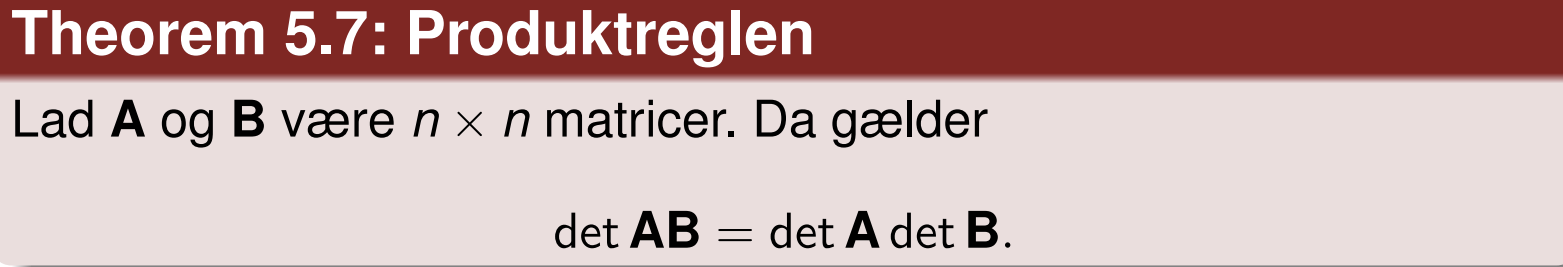 Theorem 5.7: Produktreglen
Lad A og B være n × n matricer. Da gælder
det AB = det A det B.